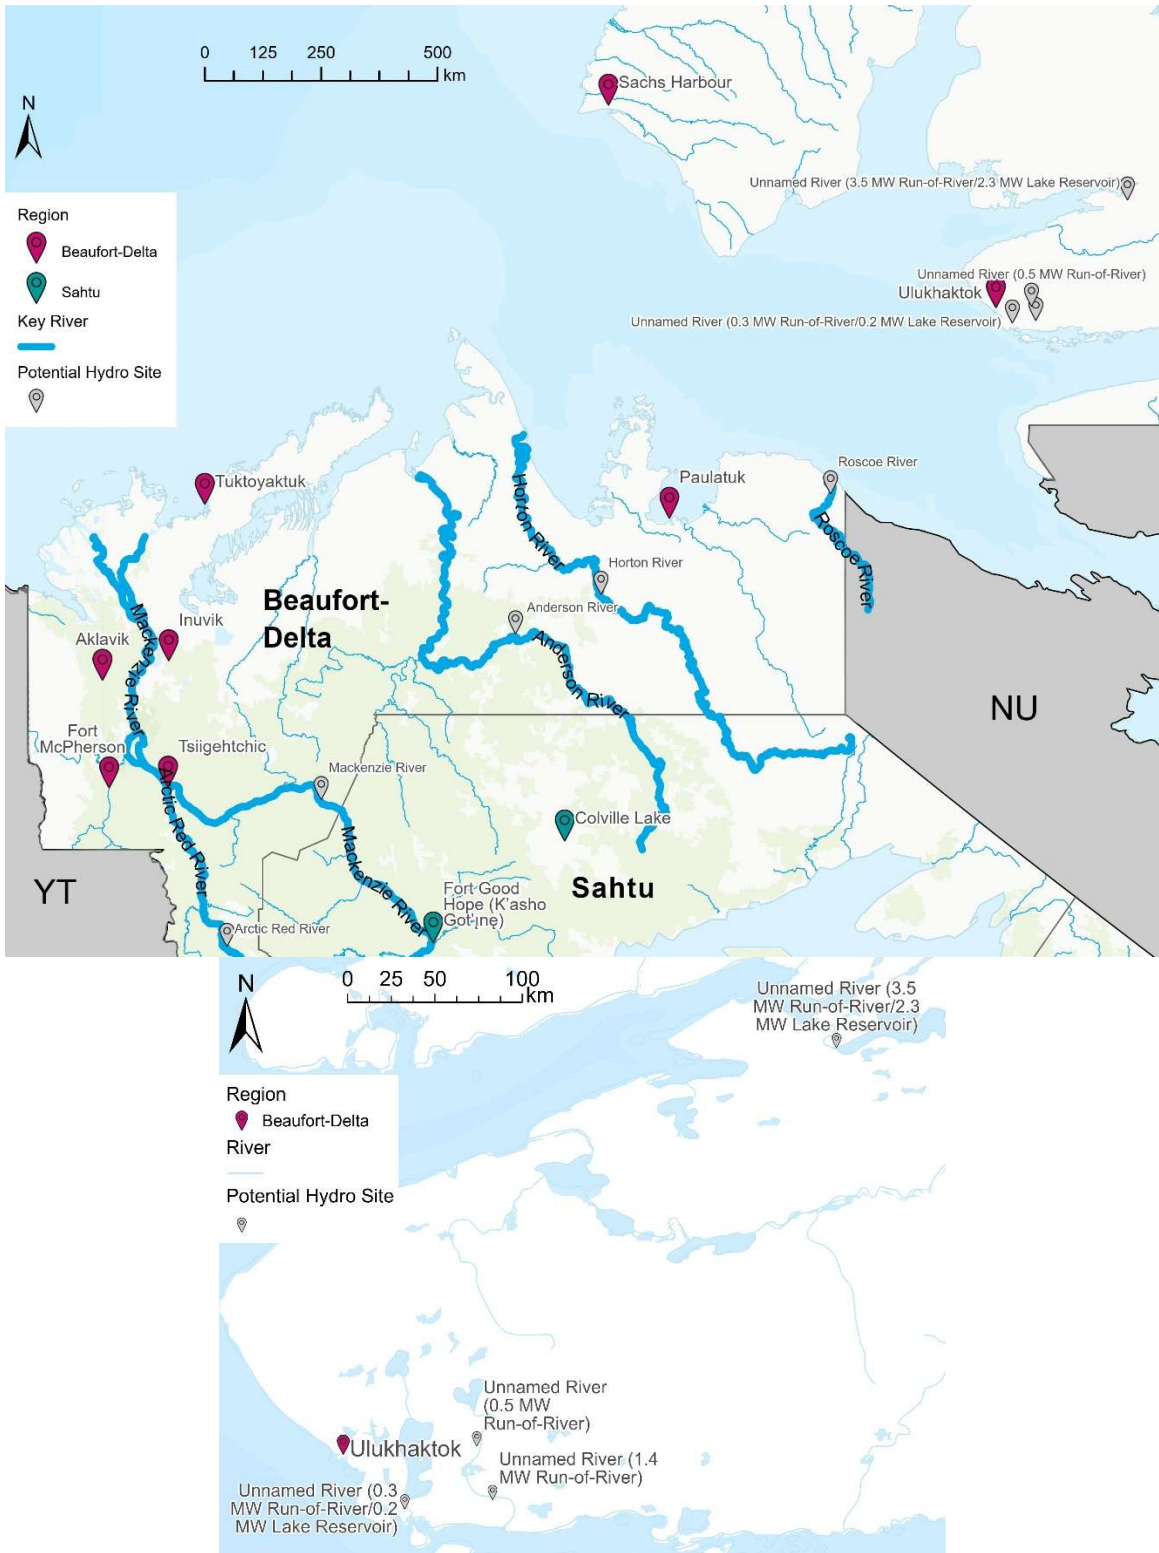 0 125 250 500
km
N
Sachs Harbour
Unnamed River (3.5 MW Run-of-River/2.3 MW Lake Reservoir)
Region
Beaufort-Delta
Sahtu
Key River
Potential Hydro Site
Unnamed River (0.5 MW Run-of-River)
Ulukhaktok
Unnamed River (0.3 MW Run-of-River/0.2 MW Lake Reservoir)
Tuktoyaktuk
Paulatuk
Roscoe River
Horton River
Roscoe River
Horton River
Anderson River
Beaufort-
Delta
Inuvik
Aklavik
Mackenzie River
Anderson River
NU
Fort
McPherson
Tsiigehtchic
Mackenzie River
Arctic Red River
Mackenzie River
Colville Lake
YT
Sahtu
Fort Good
Hope (K'asho
Got'ı̨nę)
Arctic Red River
N
0 25 50 100
km
Unnamed River (3.5
MW Run-of-River/2.3
MW Lake Reservoir)
Region
Beaufort-Delta
River
Potential Hydro Site
Unnamed River
(0.5 MW
Run-of-River)
Ulukhaktok
Unnamed River (1.4
MW Run-of-River)
Unnamed River (0.3
MW Run-of-River/0.2
MW Lake Reservoir)